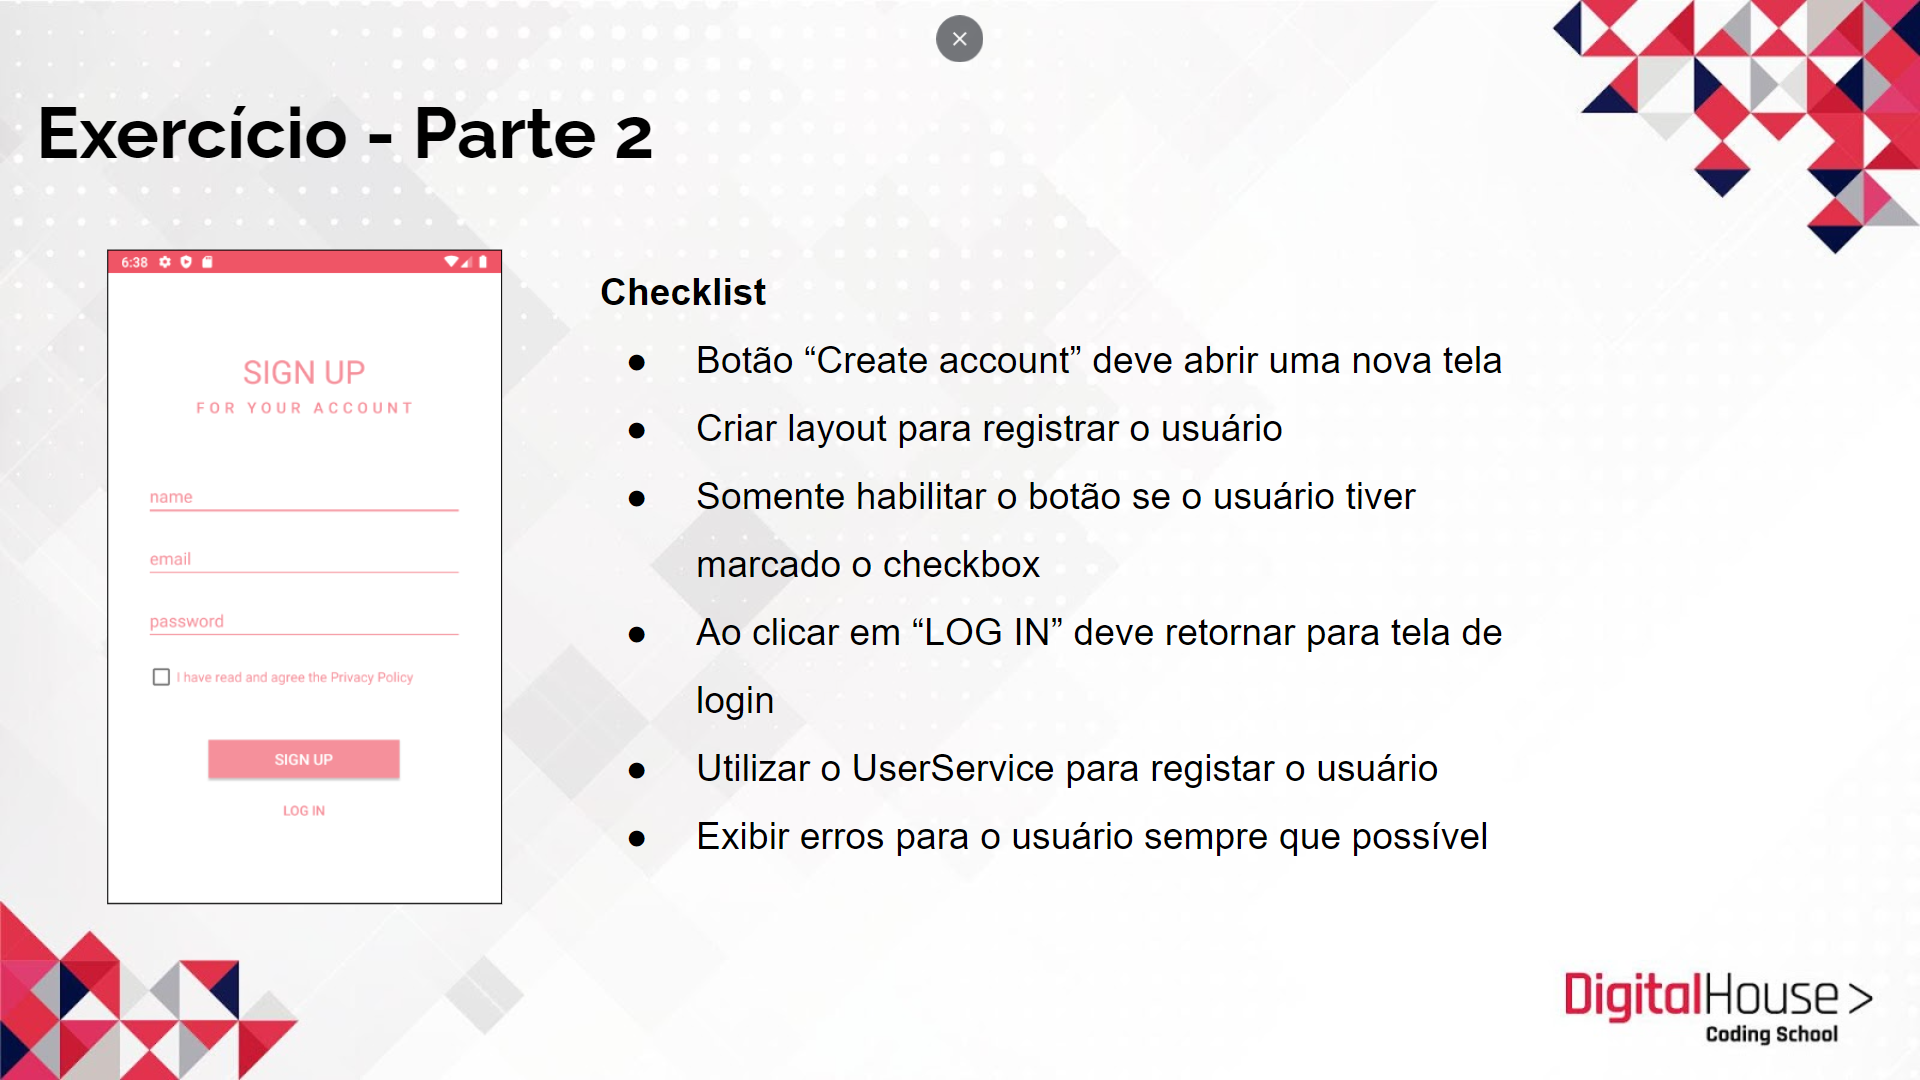 Exercício - Parte 2
6:38
SIGN UP
FOR YOUR ACCOUNT
name
email
password
I have read and agree the Privacy Policy
SIGN UP
LOG IN
Checklist
● Botão “Create account” deve abrir uma nova tela
● Criar layout para registrar o usuário
● Somente habilitar o botão se o usuário tiver
marcado o checkbox
● Ao clicar em “LOG IN” deve retornar para tela de
login
● Utilizar o UserService para registar o usuário
● Exibir erros para o usuário sempre que possível
DigitalHouse >
Coding School